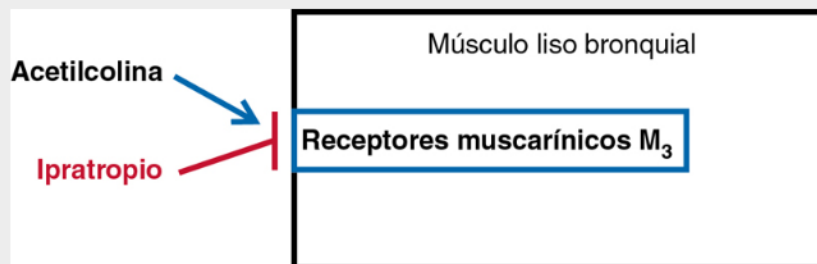 Músculo liso bronquial
Acetilcolina
Receptores muscarínicos M₃
Ipratropio